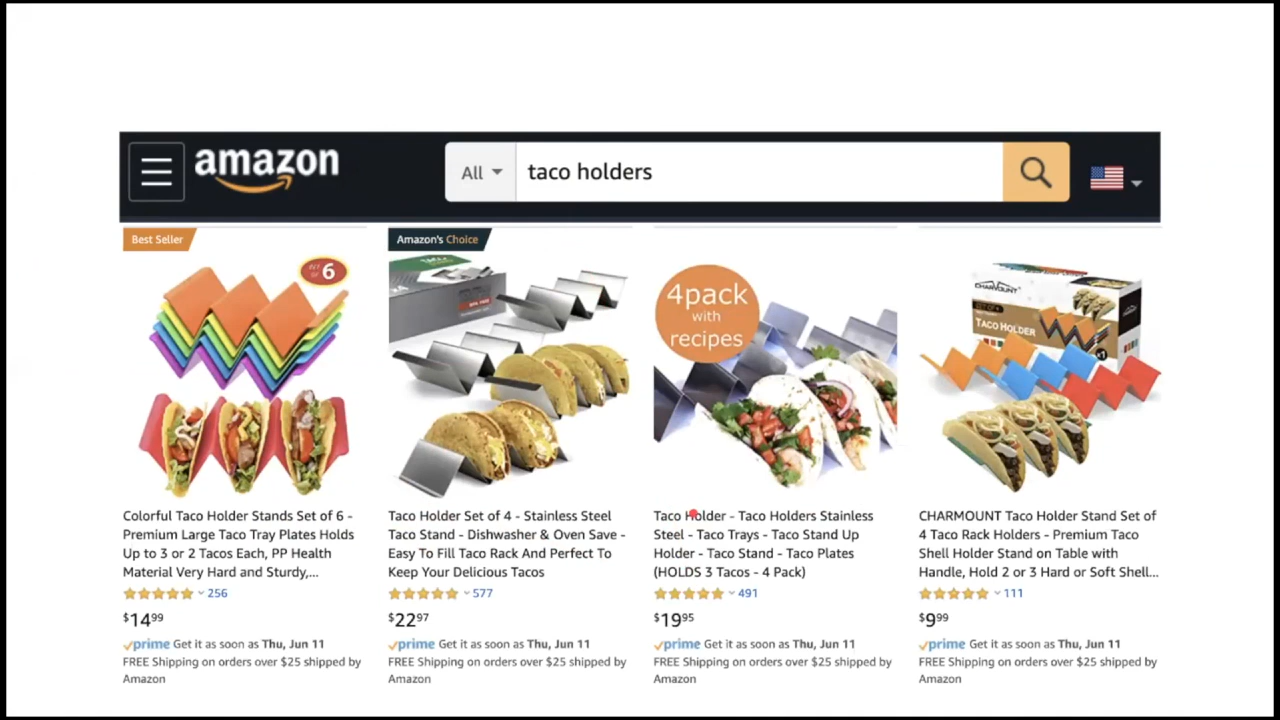 amazon
All
taco holders
Best Seller
6
Colorful Taco Holder Stands Set of 6 -
Premium Large Taco Tray Plates Holds
Up to 3 or 2 Tacos Each, PP Health
Material Very Hard and Sturdy,...
256
$14 99
prime Get it as soon as Thu, Jun 11
FREE Shipping on orders over $25 shipped by
Amazon
Amazon's Choice
Taco Holder Set of 4 - Stainless Steel
Taco Stand - Dishwasher & Oven Save -
Easy To Fill Taco Rack And Perfect To
Keep Your Delicious Tacos
577
$22 97
prime Get it as soon as Thu, Jun 11
FREE Shipping on orders over $25 shipped by
Amazon
4pack
with
recipes
Taco Holder - Taco Holders Stainless
Steel - Taco Trays - Taco Stand Up
Holder - Taco Stand - Taco Plates
(HOLDS 3 Tacos - 4 Pack)
491
$19 95
prime Get it as soon as Thu, Jun 11
FREE Shipping on orders over $25 shipped by
Amazon
CHARMOUNT
TACO HOLDER
CHARMOUNT Taco Holder Stand Set of
4 Taco Rack Holders - Premium Taco
Shell Holder Stand on Table with
Handle, Hold 2 or 3 Hard or Soft Shell...
111
$9 99
prime Get it as soon as Thu, Jun 11
FREE Shipping on orders over $25 shipped by
Amazon